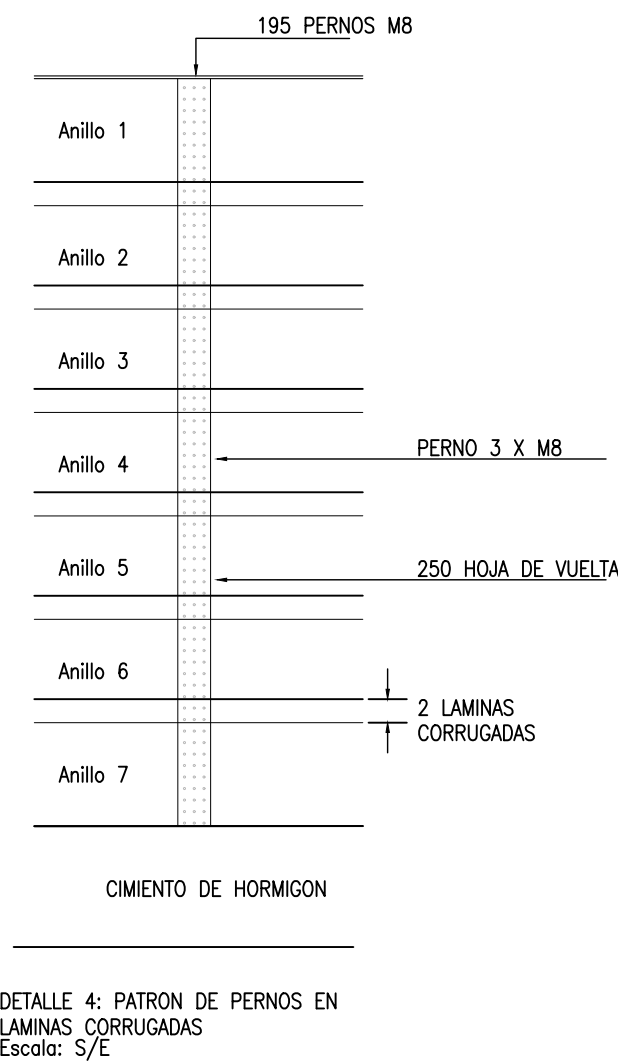 195 PERNOS M8
Anillo 1
Anillo 2
Anillo 3
PERNO 3 X M8
Anillo 4
250 HOJA DE VUELTA
Anillo 5
Anillo 6
2 LAMINAS
CORRUGADAS
Anillo 7
CIMIENTO DE HORMIGON
DETALLE 4: PATRON DE PERNOS EN
LAMINAS CORRUGADAS
Escala: S/E